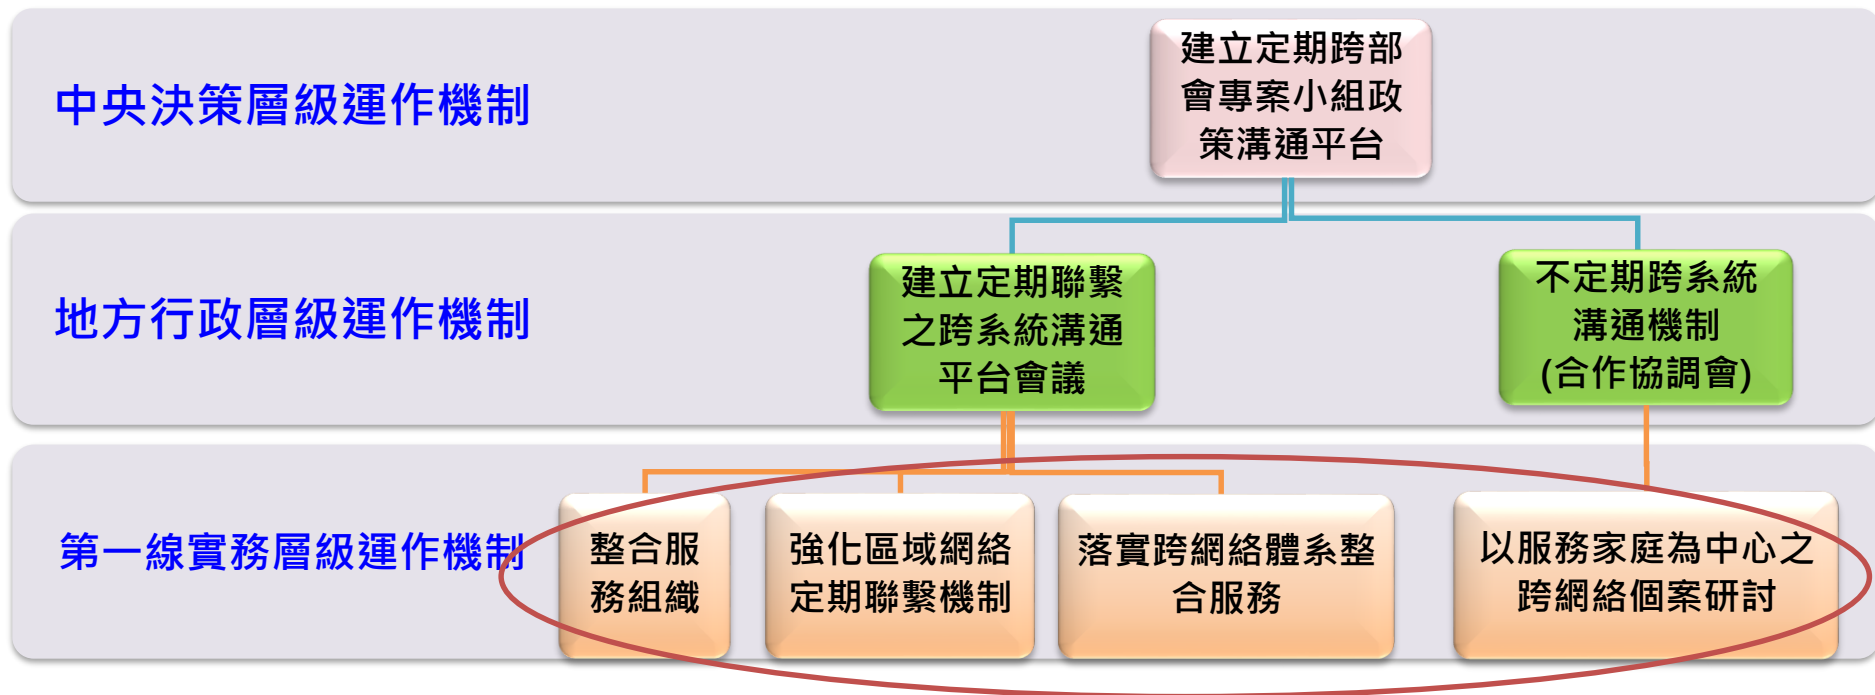 中央決策層級運作機制
建立定期跨部
會專案小組政
策溝通平台
地方行政層級運作機制
建立定期聯繫
之跨系統溝通
平台會議
不定期跨系統
溝通機制
(合作協調會)
第一線實務層級運作機制
整合服
務組織
強化區域網絡
定期聯繫機制
落實跨網絡體系整
合服務
以服務家庭為中心之
跨網絡個案研討